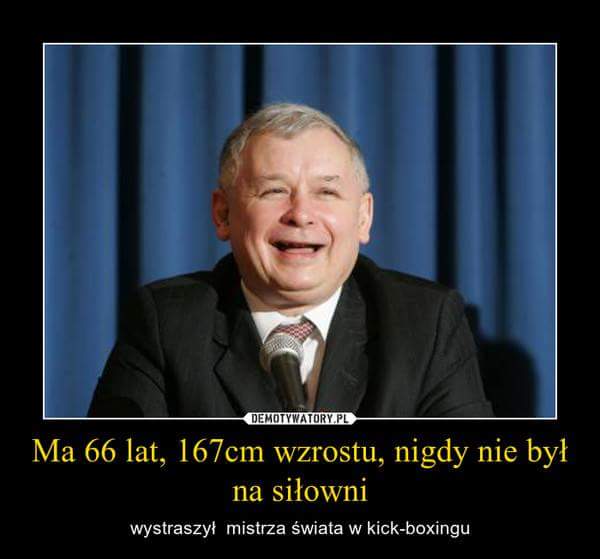 DEMOTYWATORY.PL
Ma 66 lat, 167cm wzrostu, nigdy nie był
na siłowni
wystraszył  mistrza świata w kick-boxingu